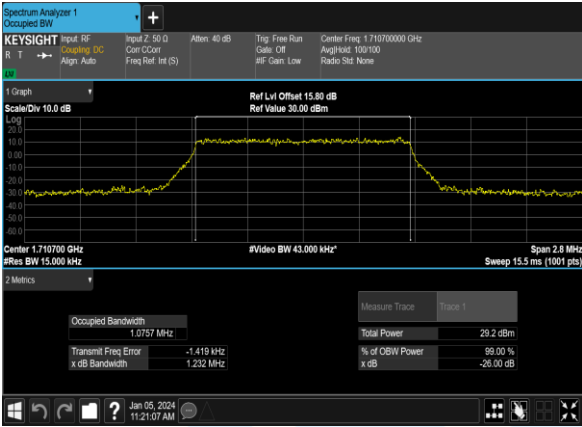 Spectrum Analyzer 1
Occupied BW
KEYSIGHT
R T
Input: RF
Coupling: DC
Align: Auto
Input Z: 50 Ω
Corr CCorr
Freq Ref: Int (S)
Atten: 40 dB
Trig: Free Run
Gate: Off
#IF Gain: Low
Center Freq: 1.710700000 GHz
Avg|Hold: 100/100
Radio Std: None
1 Graph
Scale/Div 10.0 dB
Ref Lvl Offset 15.80 dB
Ref Value 30.00 dBm
Log
20.0
10.0
0.00
-10.0
-20.0
-30.0
-40.0
-50.0
-60.0
Center 1.710700 GHz
#Res BW 15.000 kHz
#Video BW 43.000 kHz*
Span 2.8 MHz
Sweep 15.5 ms (1001 pts)
2 Metrics
Measure Trace
Trace 1
Occupied Bandwidth
1.0757 MHz
Total Power
29.2 dBm
Transmit Freq Error
-1.419 kHz
% of OBW Power
99.00 %
x dB Bandwidth
1.232 MHz
x dB
-26.00 dB
?
Jan 05, 2024
11:21:07 AM